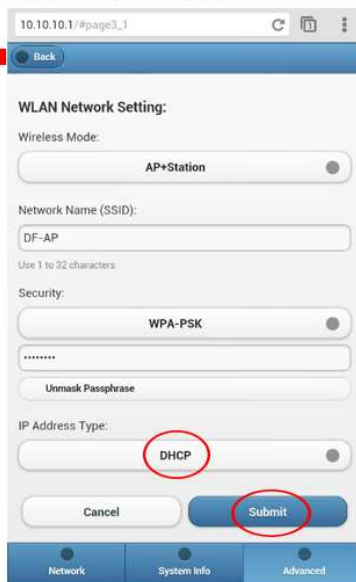 10.10.10.1/#page3_1
1
Back
WLAN Network Setting:
Wireless Mode:
AP+Station
Network Name (SSID):
DF-AP
Use 1 to 32 characters
Security:
WPA-PSK
••••••••
Unmask Passphrase
IP Address Type:
DHCP
Cancel Submit
Network System Info Advanced